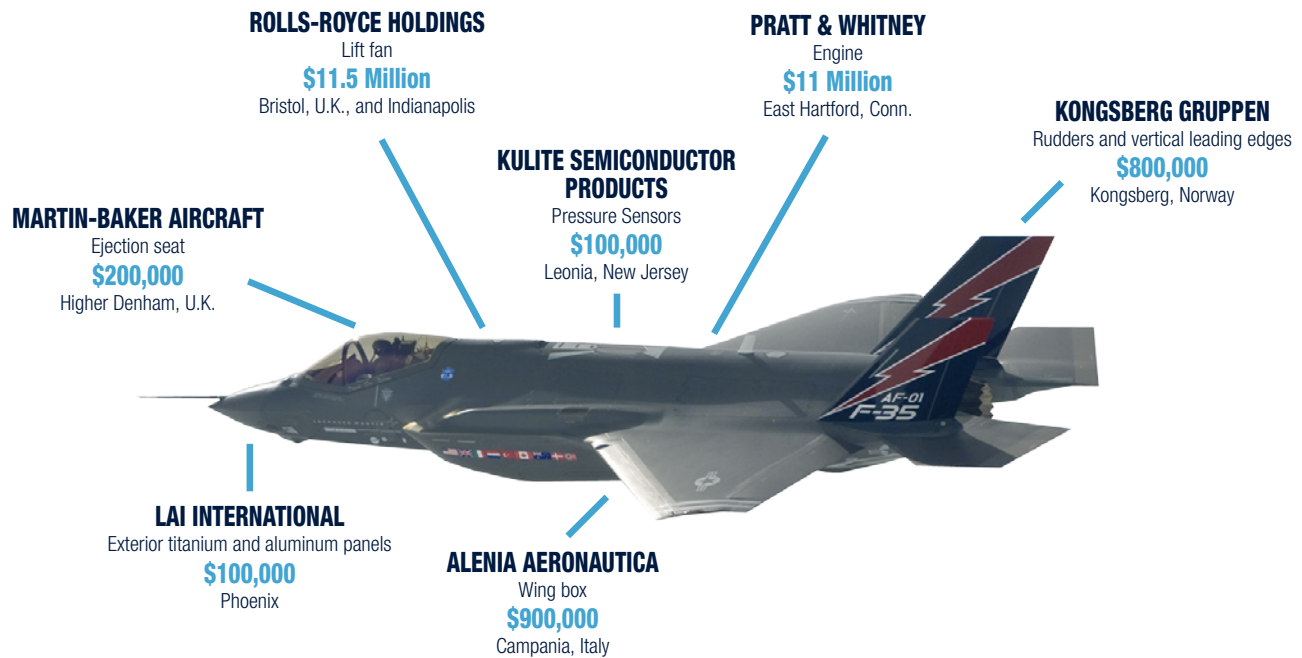 ROLLS-ROYCE HOLDINGS
Lift fan
$11.5 Million
Bristol, U.K., and Indianapolis
PRATT & WHITNEY
Engine
$11 Million
East Hartford, Conn.
KONGSBERG GRUPPEN
Rudders and vertical leading edges
$800,000
Kongsberg, Norway
KULITE SEMICONDUCTOR
PRODUCTS
Pressure Sensors
$100,000
Leonia, New Jersey
MARTIN-BAKER AIRCRAFT
Ejection seat
$200,000
Higher Denham, U.K.
AF-01
F-35
LOCKHEED MARTIN
LAI INTERNATIONAL
Exterior titanium and aluminum panels
$100,000
Phoenix
ALENIA AERONAUTICA
Wing box
$900,000
Campania, Italy